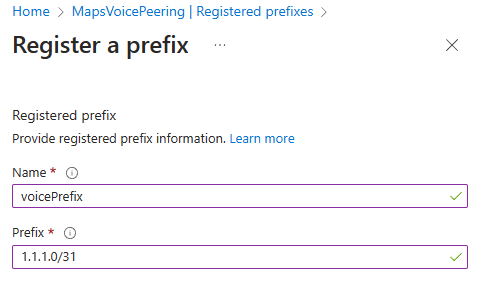 Home > MapsVoicePeering | Registered prefixes >
Register a prefix ...
Registered prefix
Provide registered prefix information. Learn more
Name *
voicePrefix
Prefix *
1.1.1.0/31